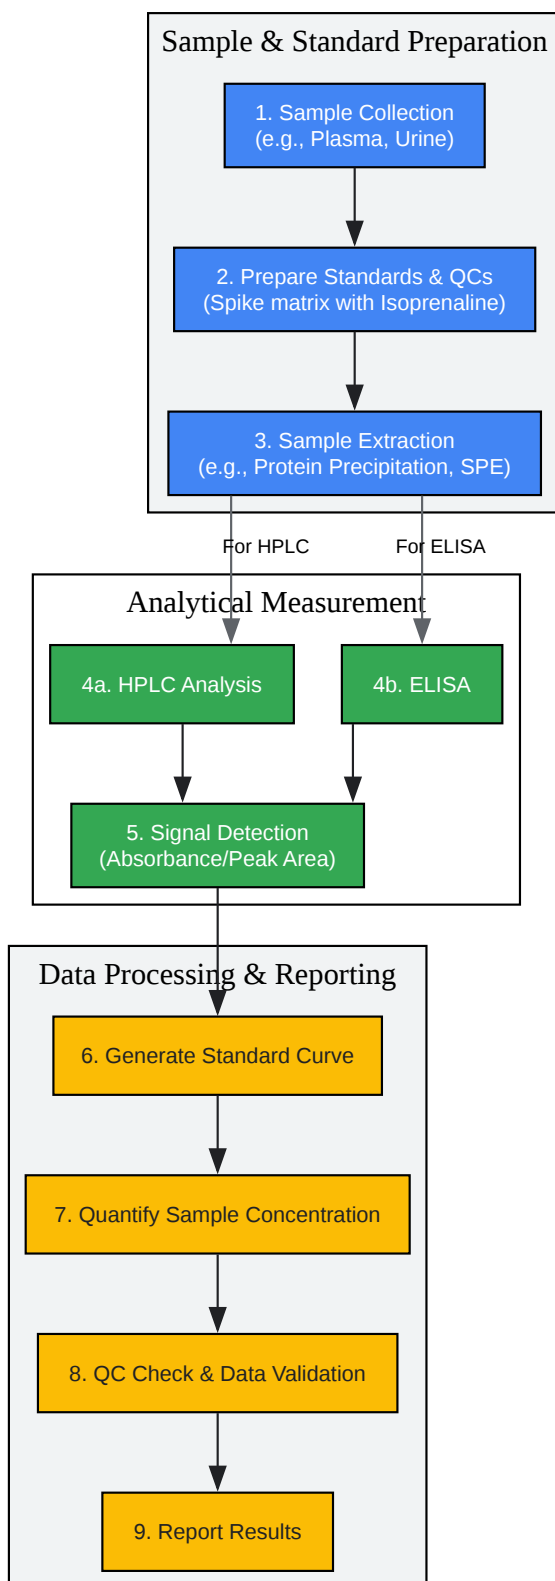 Sample & Standard Preparation
1. Sample Collection
(e.g., Plasma, Urine)
2. Prepare Standards & QCs
(Spike matrix with Isoprenaline)
3. Sample Extraction
(e.g., Protein Precipitation, SPE)
For HPLC
For ELISA
Analytical Measurement
4a. HPLC Analysis
4b. ELISA
5. Signal Detection
(Absorbance/Peak Area)
Data Processing & Reporting
6. Generate Standard Curve
7. Quantify Sample Concentration
8. QC Check & Data Validation
9. Report Results